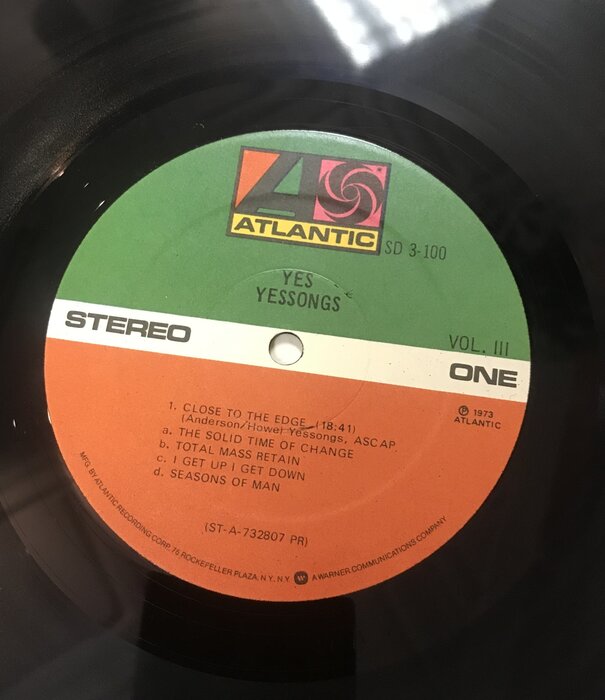 ATLANTIC
SD 3-100
YES
YESSONGS
STEREO
VOL. III
ONE
1. CLOSE TO THE EDGE (18:41)
(Anderson/Howe) Yessongs, ASCAP
a. THE SOLID TIME OF CHANGE
b. TOTAL MASS RETAIN
c. I GET UP I GET DOWN
d. SEASONS OF MAN
℗ 1973
ATLANTIC
(ST-A-732807 PR)
MFG. BY ATLANTIC RECORDING CORP. 75 ROCKEFELLER PLAZA, N.Y. N.Y. A WARNER COMMUNICATIONS COMPANY